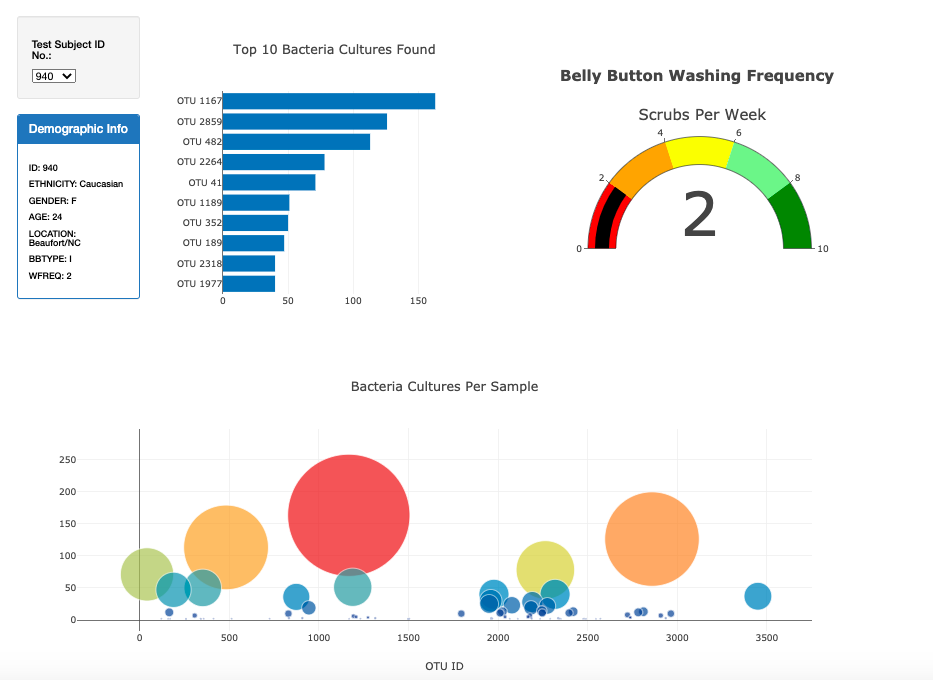 Test Subject ID
No.:
940
Demographic Info
ID: 940
ETHNICITY: Caucasian
GENDER: F
AGE: 24
LOCATION:
Beaufort/NC
BBTYPE: I
WFREQ: 2
Top 10 Bacteria Cultures Found
OTU 1167
OTU 2859
OTU 482
OTU 2264
OTU 41
OTU 1189
OTU 352
OTU 189
OTU 2318
OTU 1977
0 50 100 150
Belly Button Washing Frequency
Scrubs Per Week
4 6
2 8
2
0 10
Bacteria Cultures Per Sample
250
200
150
100
50
0
0 500 1000 1500 2000 2500 3000 3500
OTU ID